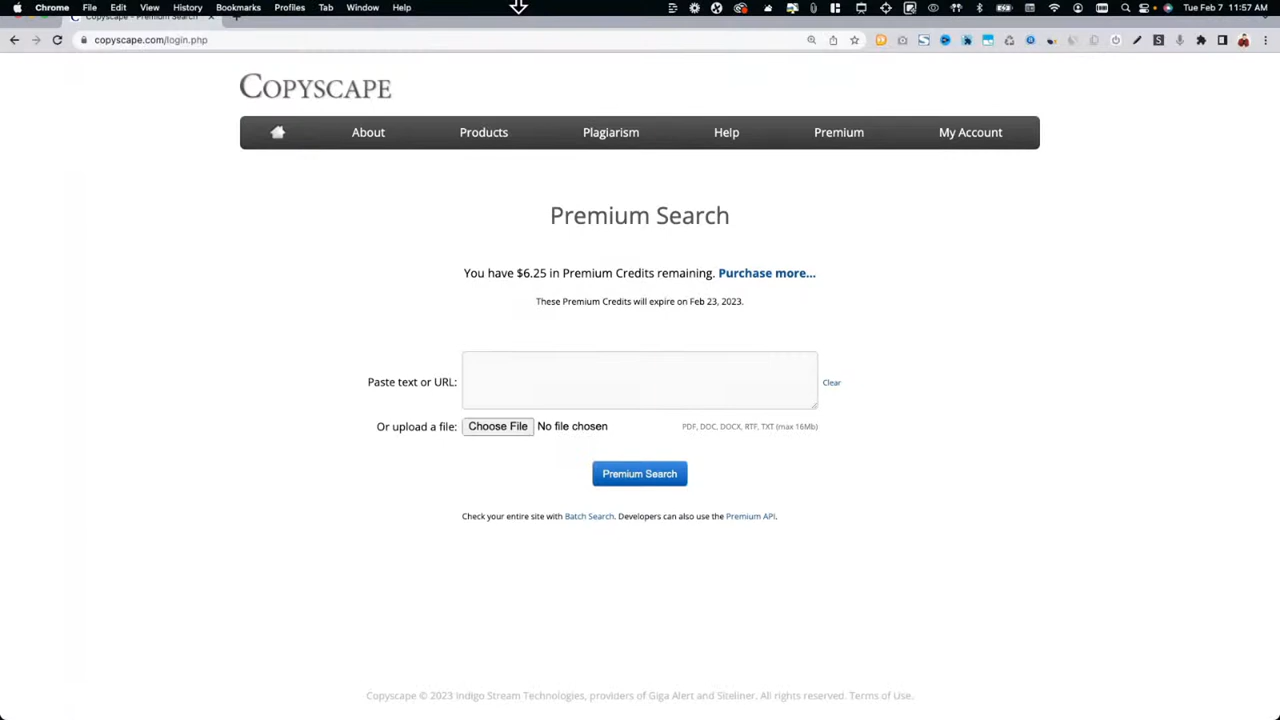 Chrome File Edit View History Bookmarks Profiles Tab Window Help Tue Feb 7 11:57 AM
Copyscape - Premium Search
copyscape.com/login.php
COPYSCAPE
About Products Plagiarism Help Premium My Account
Premium Search
You have $6.25 in Premium Credits remaining. Purchase more...
These Premium Credits will expire on Feb 23, 2023.
Paste text or URL: Clear
Or upload a file: Choose File No file chosen PDF, DOC, DOCX, RTF, TXT (max 16Mb)
Premium Search
Check your entire site with Batch Search. Developers can also use the Premium API.
Copyscape © 2023 Indigo Stream Technologies, providers of Giga Alert and Siteliner. All rights reserved. Terms of Use.